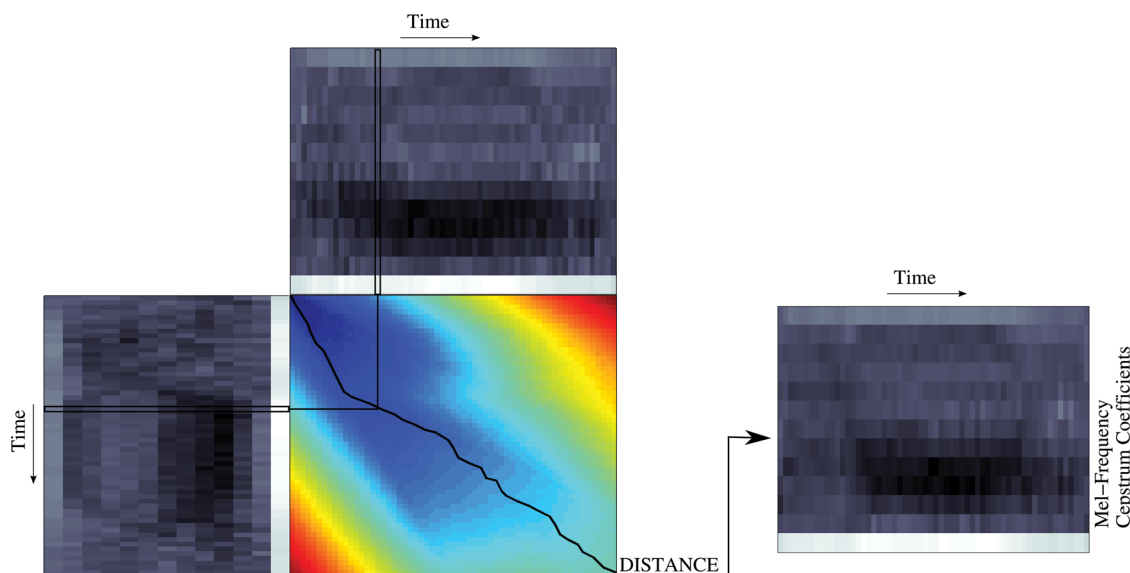 Time
Time
Time
DISTANCE
Mel-Frequency
Cepstrum Coefficients